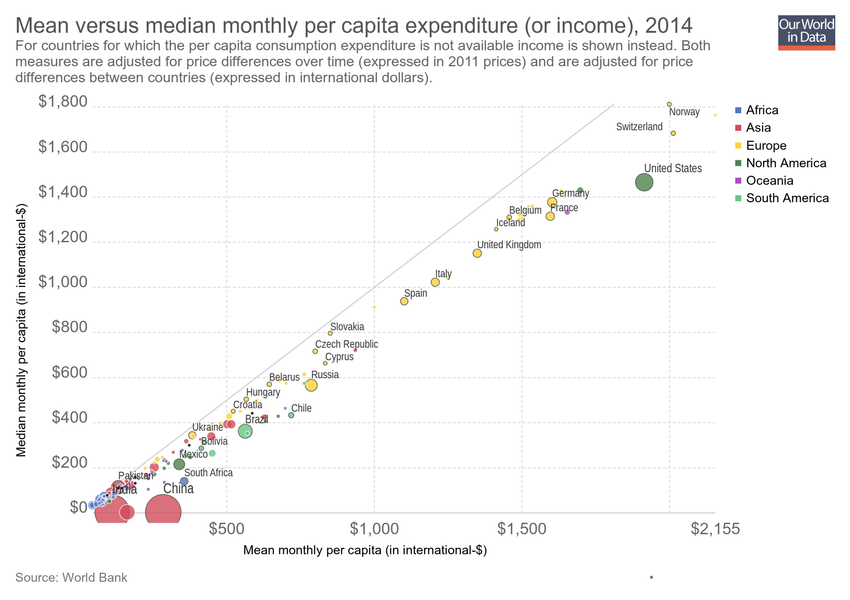 Mean versus median monthly per capita expenditure (or income), 2014
Our World
in Data
For countries for which the per capita consumption expenditure is not available income is shown instead. Both
measures are adjusted for price differences over time (expressed in 2011 prices) and are adjusted for price
differences between countries (expressed in international dollars).
$1,800
Norway
Africa
Switzerland
Asia
$1,600
Europe
United States
North America
$1,400
Germany
Oceania
Belgium
France
South America
Iceland
$1,200
United Kingdom
Italy
$1,000
Spain
$800
Slovakia
Czech Republic
Cyprus
$600
Belarus
Russia
Hungary
Croatia
Chile
$400
Brazil
Ukraine
Bolivia
Mexico
$200
South Africa
Pakistan
India
China
$0
$500
$1,000
$1,500
$2,155
Median monthly per capita (in international-$)
Mean monthly per capita (in international-$)
Source: World Bank